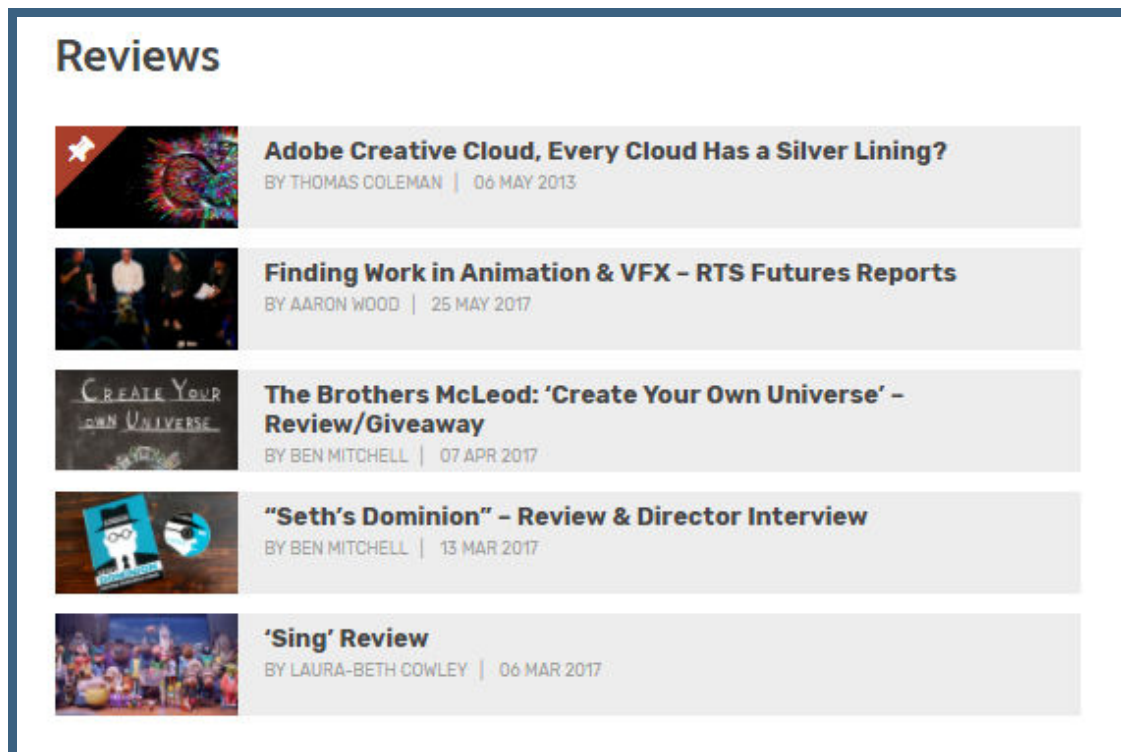 Reviews
Adobe Creative Cloud, Every Cloud Has a Silver Lining?
BY THOMAS COLEMAN | 06 MAY 2013
Finding Work in Animation & VFX – RTS Futures Reports
BY AARON WOOD | 25 MAY 2017
CREATE YOUR
OWN UNIVERSE
The Brothers McLeod: ‘Create Your Own Universe’ –
Review/Giveaway
BY BEN MITCHELL | 07 APR 2017
“Seth’s Dominion” – Review & Director Interview
BY BEN MITCHELL | 13 MAR 2017
DOMINION
‘Sing’ Review
BY LAURA-BETH COWLEY | 06 MAR 2017